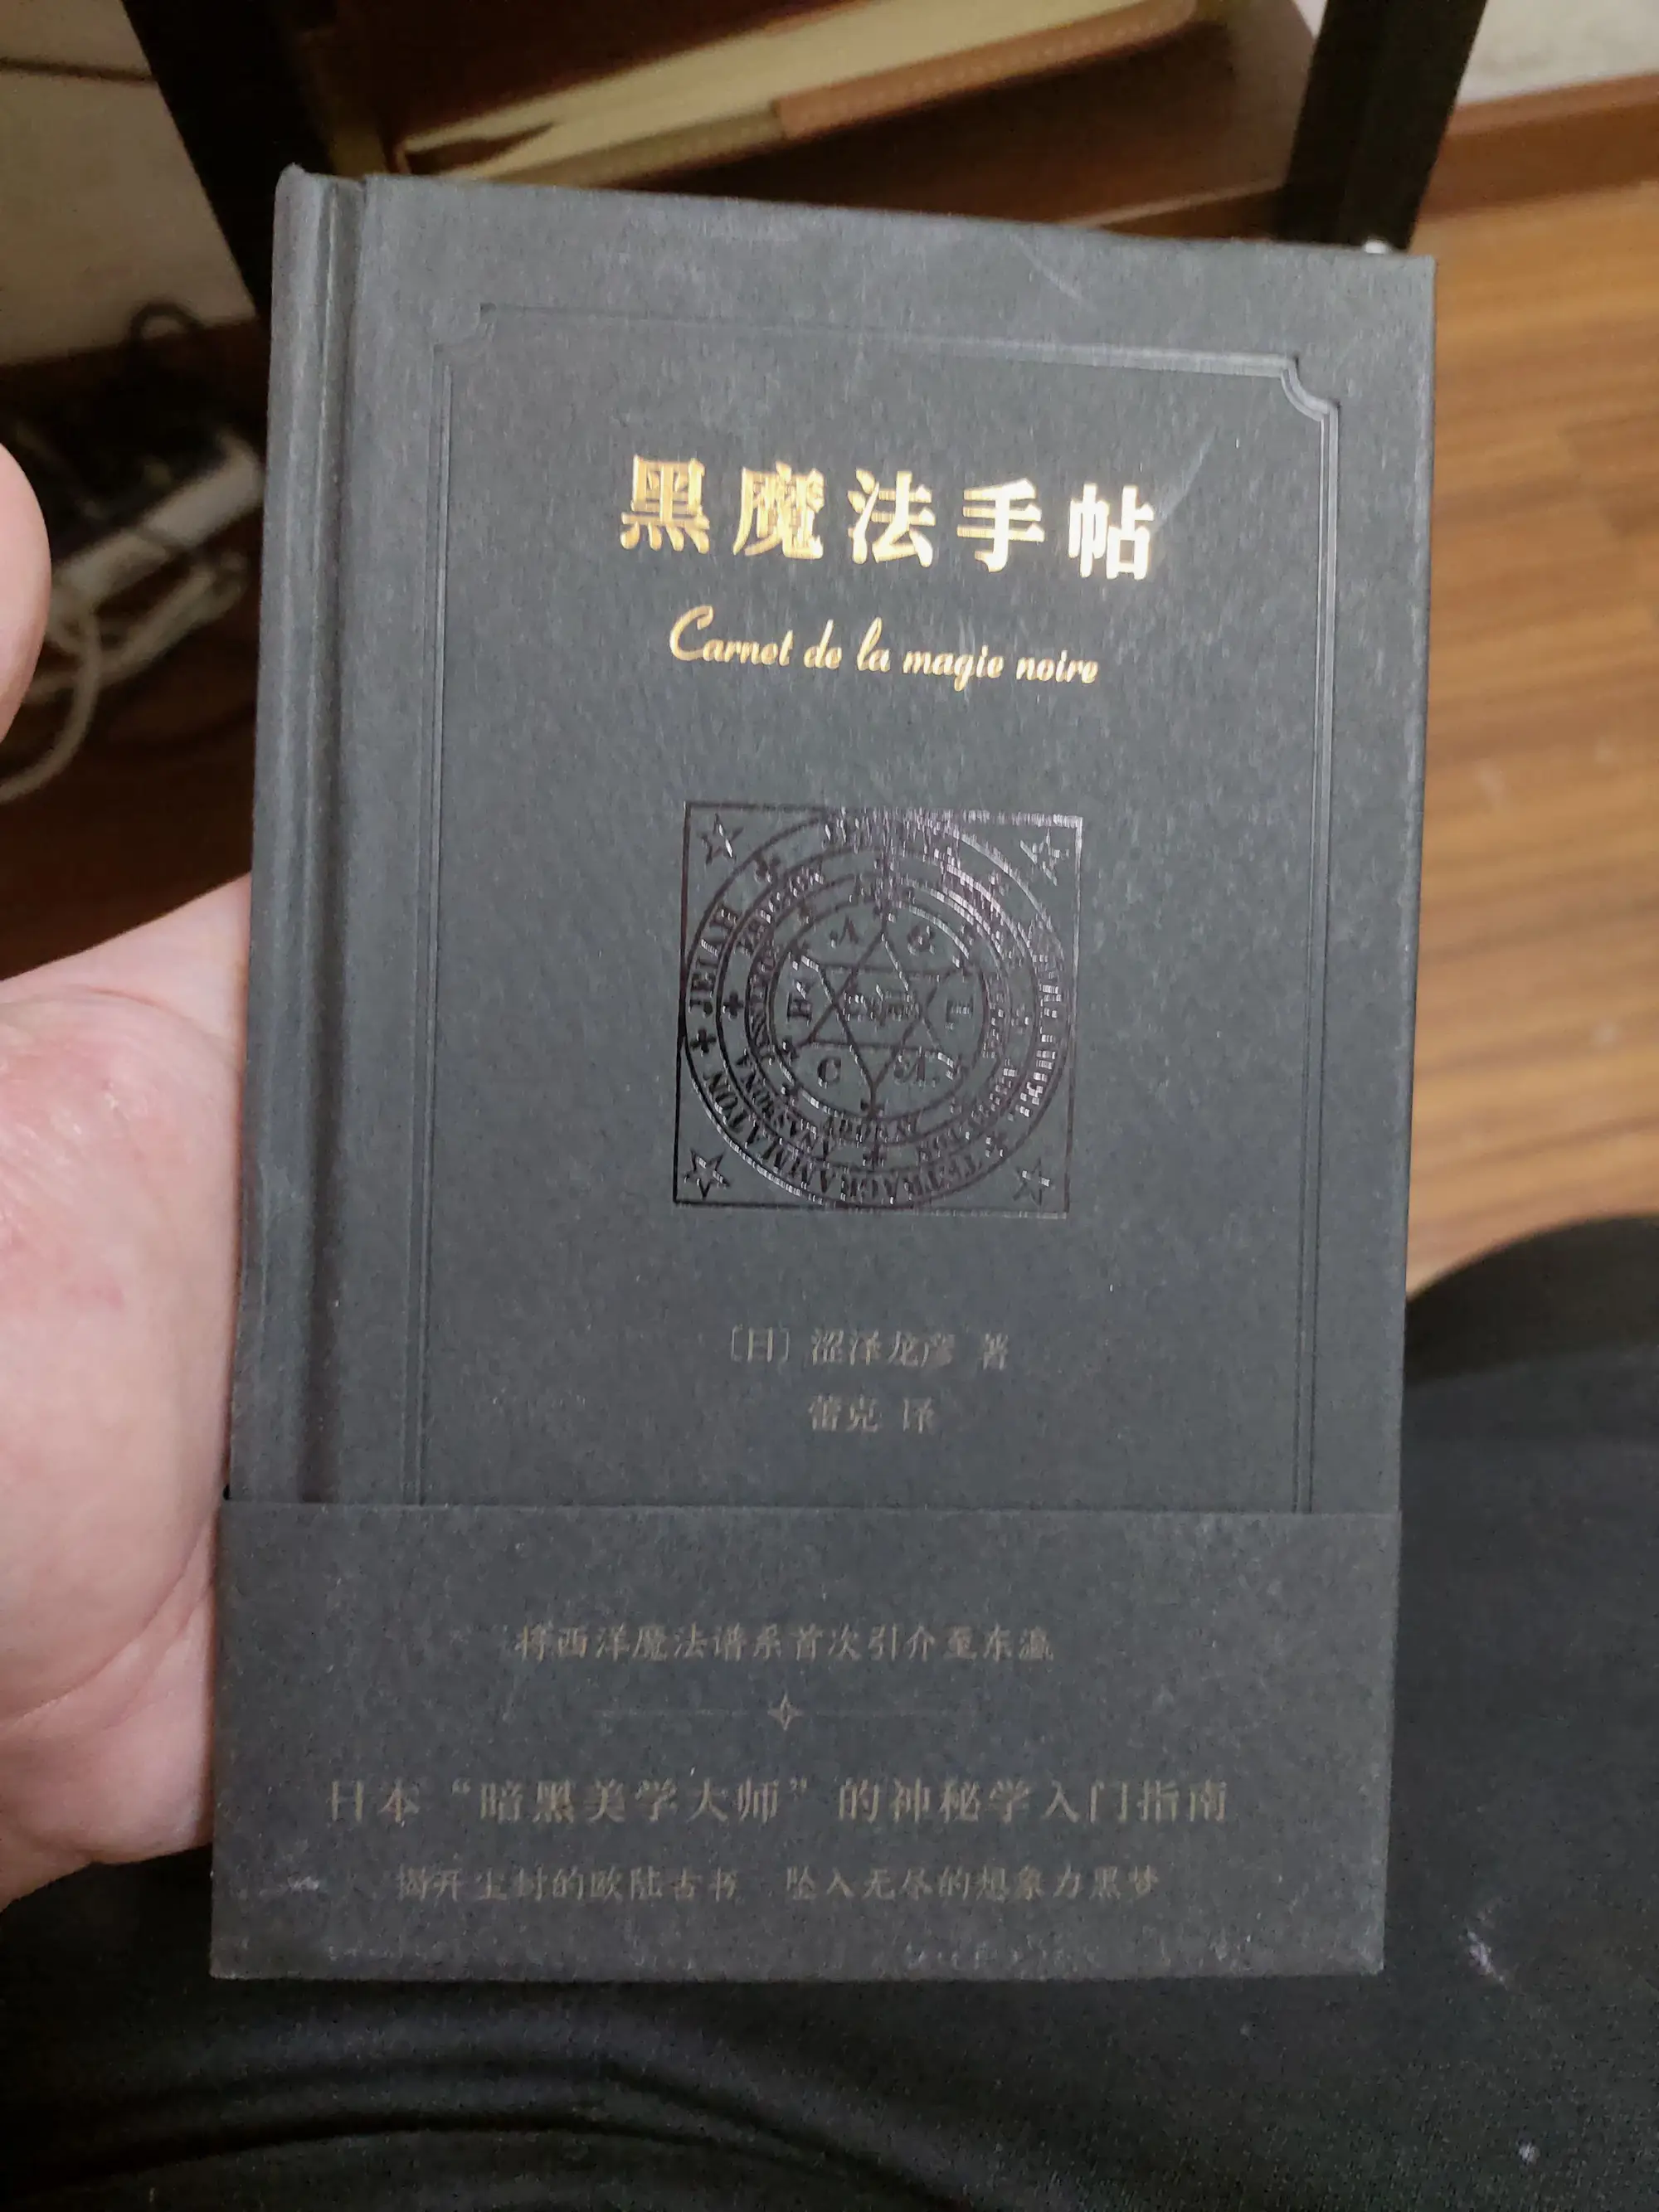 黑魔法手帖
Carnet de la magie noire
JEHAH
TETRAGRAMMATON
A G
C
〔日〕涩泽龙彦 著
蕾克 译
将西洋魔法谱系首次引介至东瀛
日本“暗黑美学大师”的神秘学入门指南
揭开尘封的欧陆古书 坠入无尽的想象力黑梦